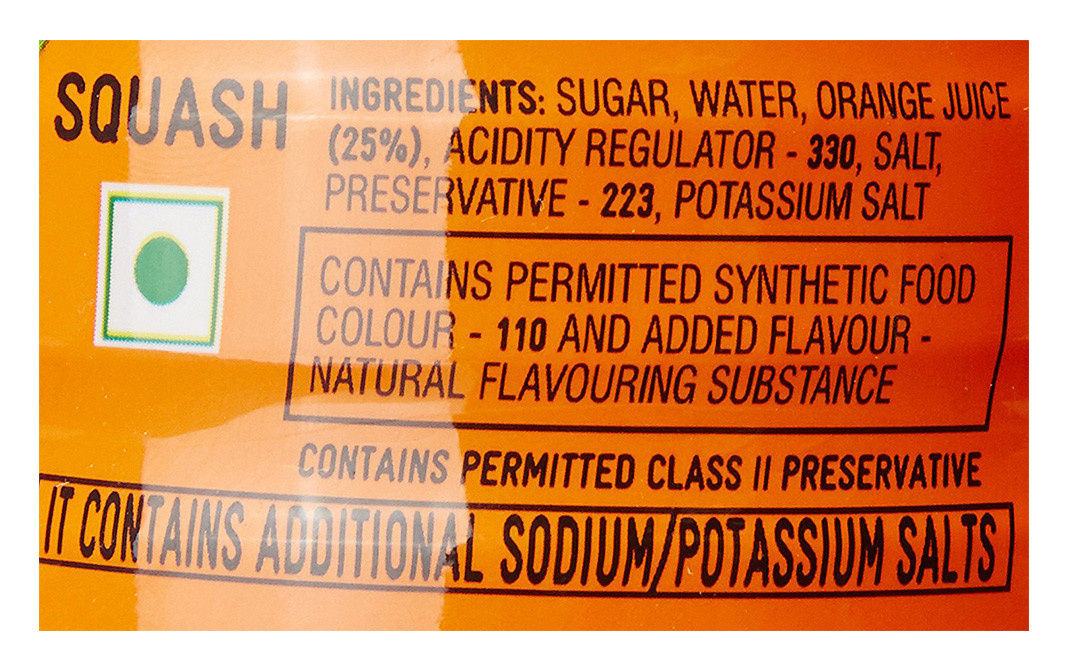 SQUASH
INGREDIENTS: SUGAR, WATER, ORANGE JUICE
(25%), ACIDITY REGULATOR - 330, SALT,
PRESERVATIVE - 223, POTASSIUM SALT
CONTAINS PERMITTED SYNTHETIC FOOD
COLOUR - 110 AND ADDED FLAVOUR -
NATURAL FLAVOURING SUBSTANCE
CONTAINS PERMITTED CLASS II PRESERVATIVE
IT CONTAINS ADDITIONAL SODIUM/POTASSIUM SALTS